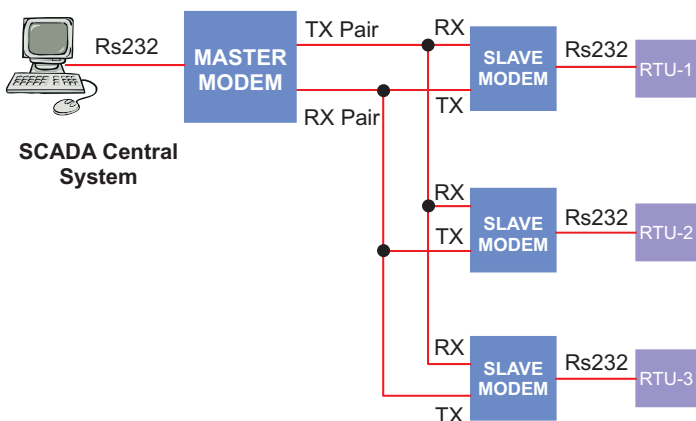 Rs232
MASTER
MODEM
TX Pair
RX Pair
SCADA Central
System
RX
TX
SLAVE
MODEM
Rs232
RTU-1
RX
TX
SLAVE
MODEM
Rs232
RTU-2
RX
TX
SLAVE
MODEM
Rs232
RTU-3